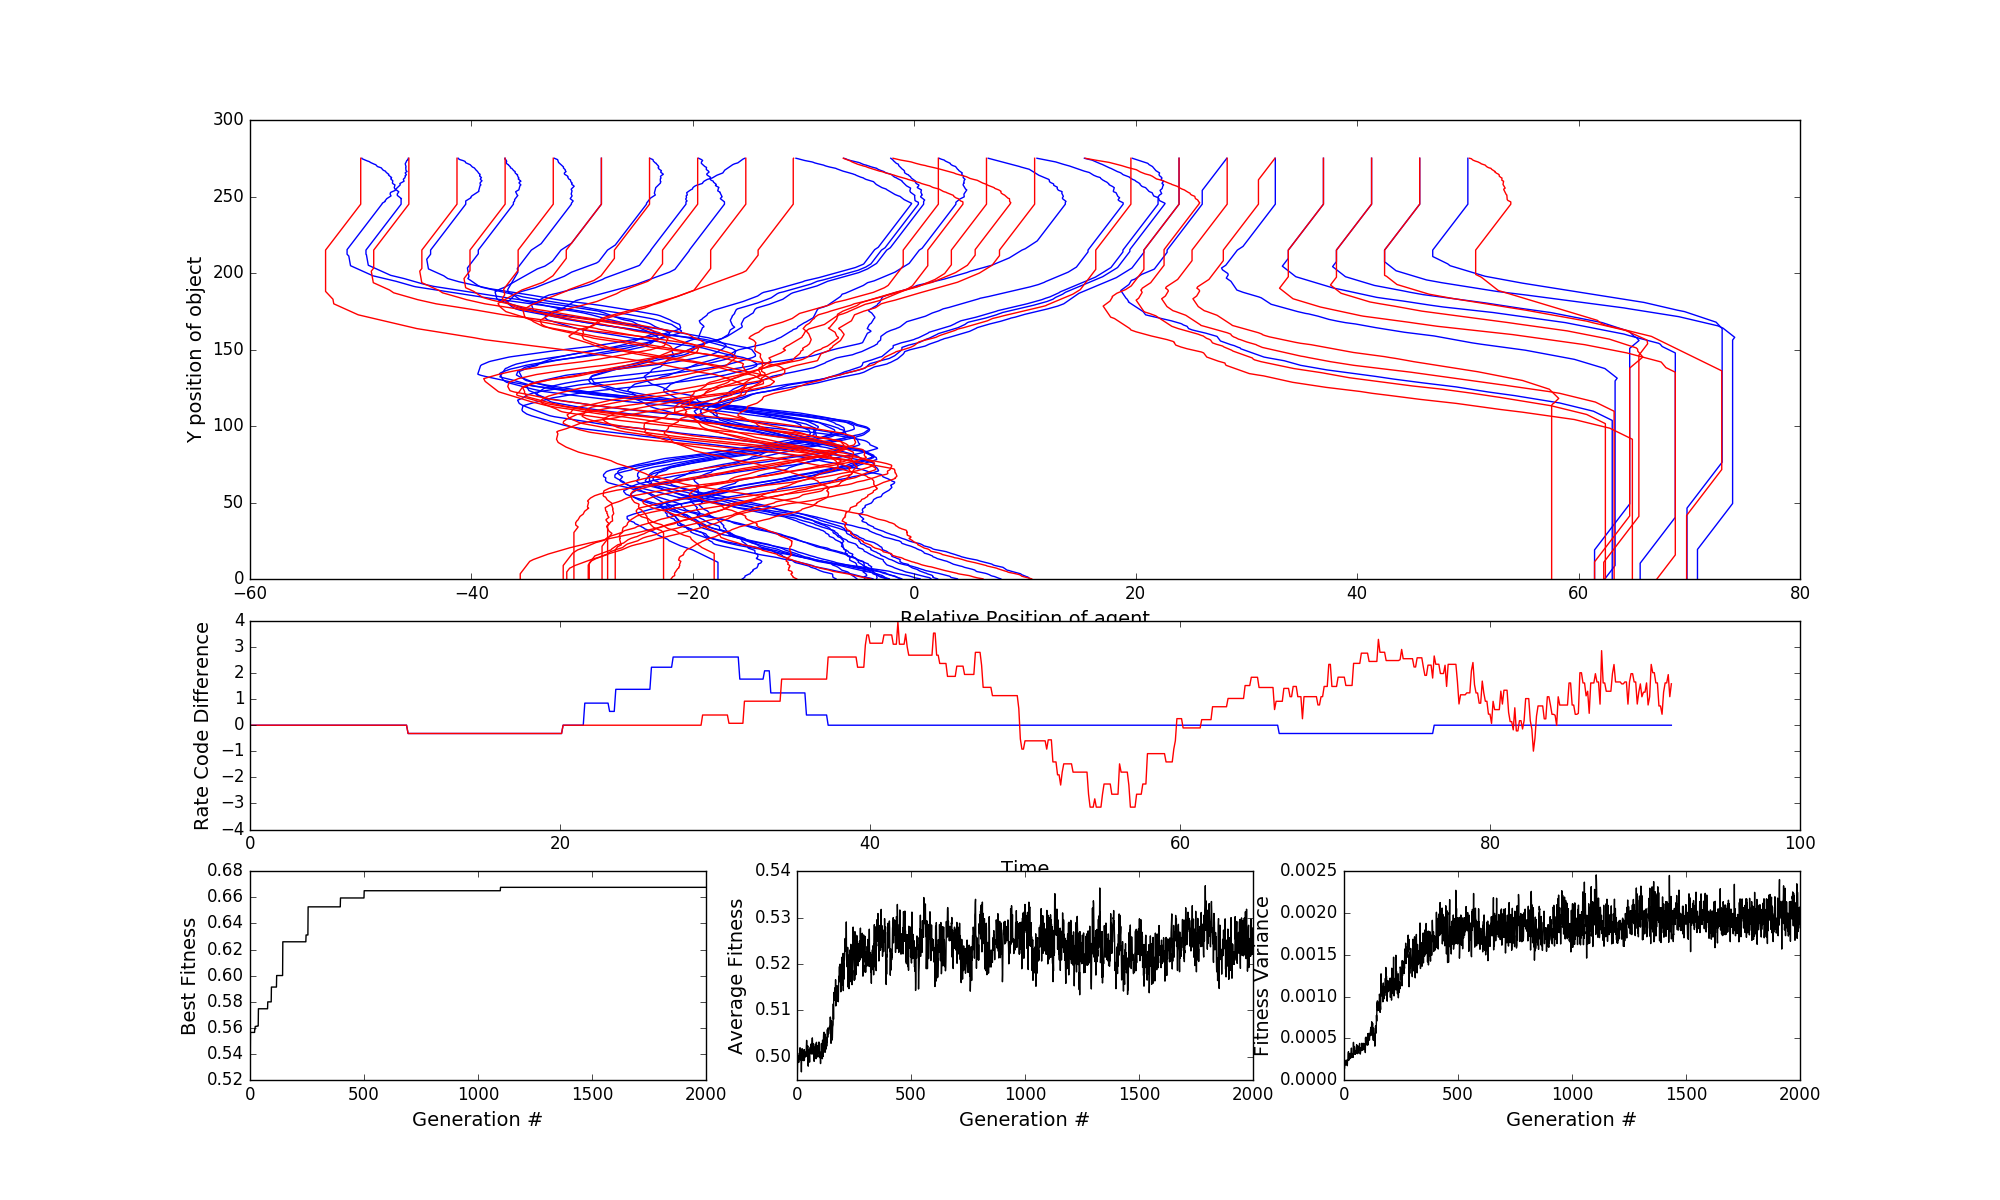 300
250
200
150
100
50
0
Y position of object
−60 −40 −20 0 20 40 60 80
Relative Position of agent
4
3
2
1
0
−1
−2
−3
−4
Rate Code Difference
0 20 40 60 80 100
Time
0.68
0.66
0.64
0.62
0.60
0.58
0.56
0.54
0.52
Best Fitness
0 500 1000 1500 2000
Generation #
0.54
0.53
0.52
0.51
0.50
Average Fitness
0 500 1000 1500 2000
Generation #
0.0025
0.0020
0.0015
0.0010
0.0005
0.0000
Fitness Variance
0 500 1000 1500 2000
Generation #